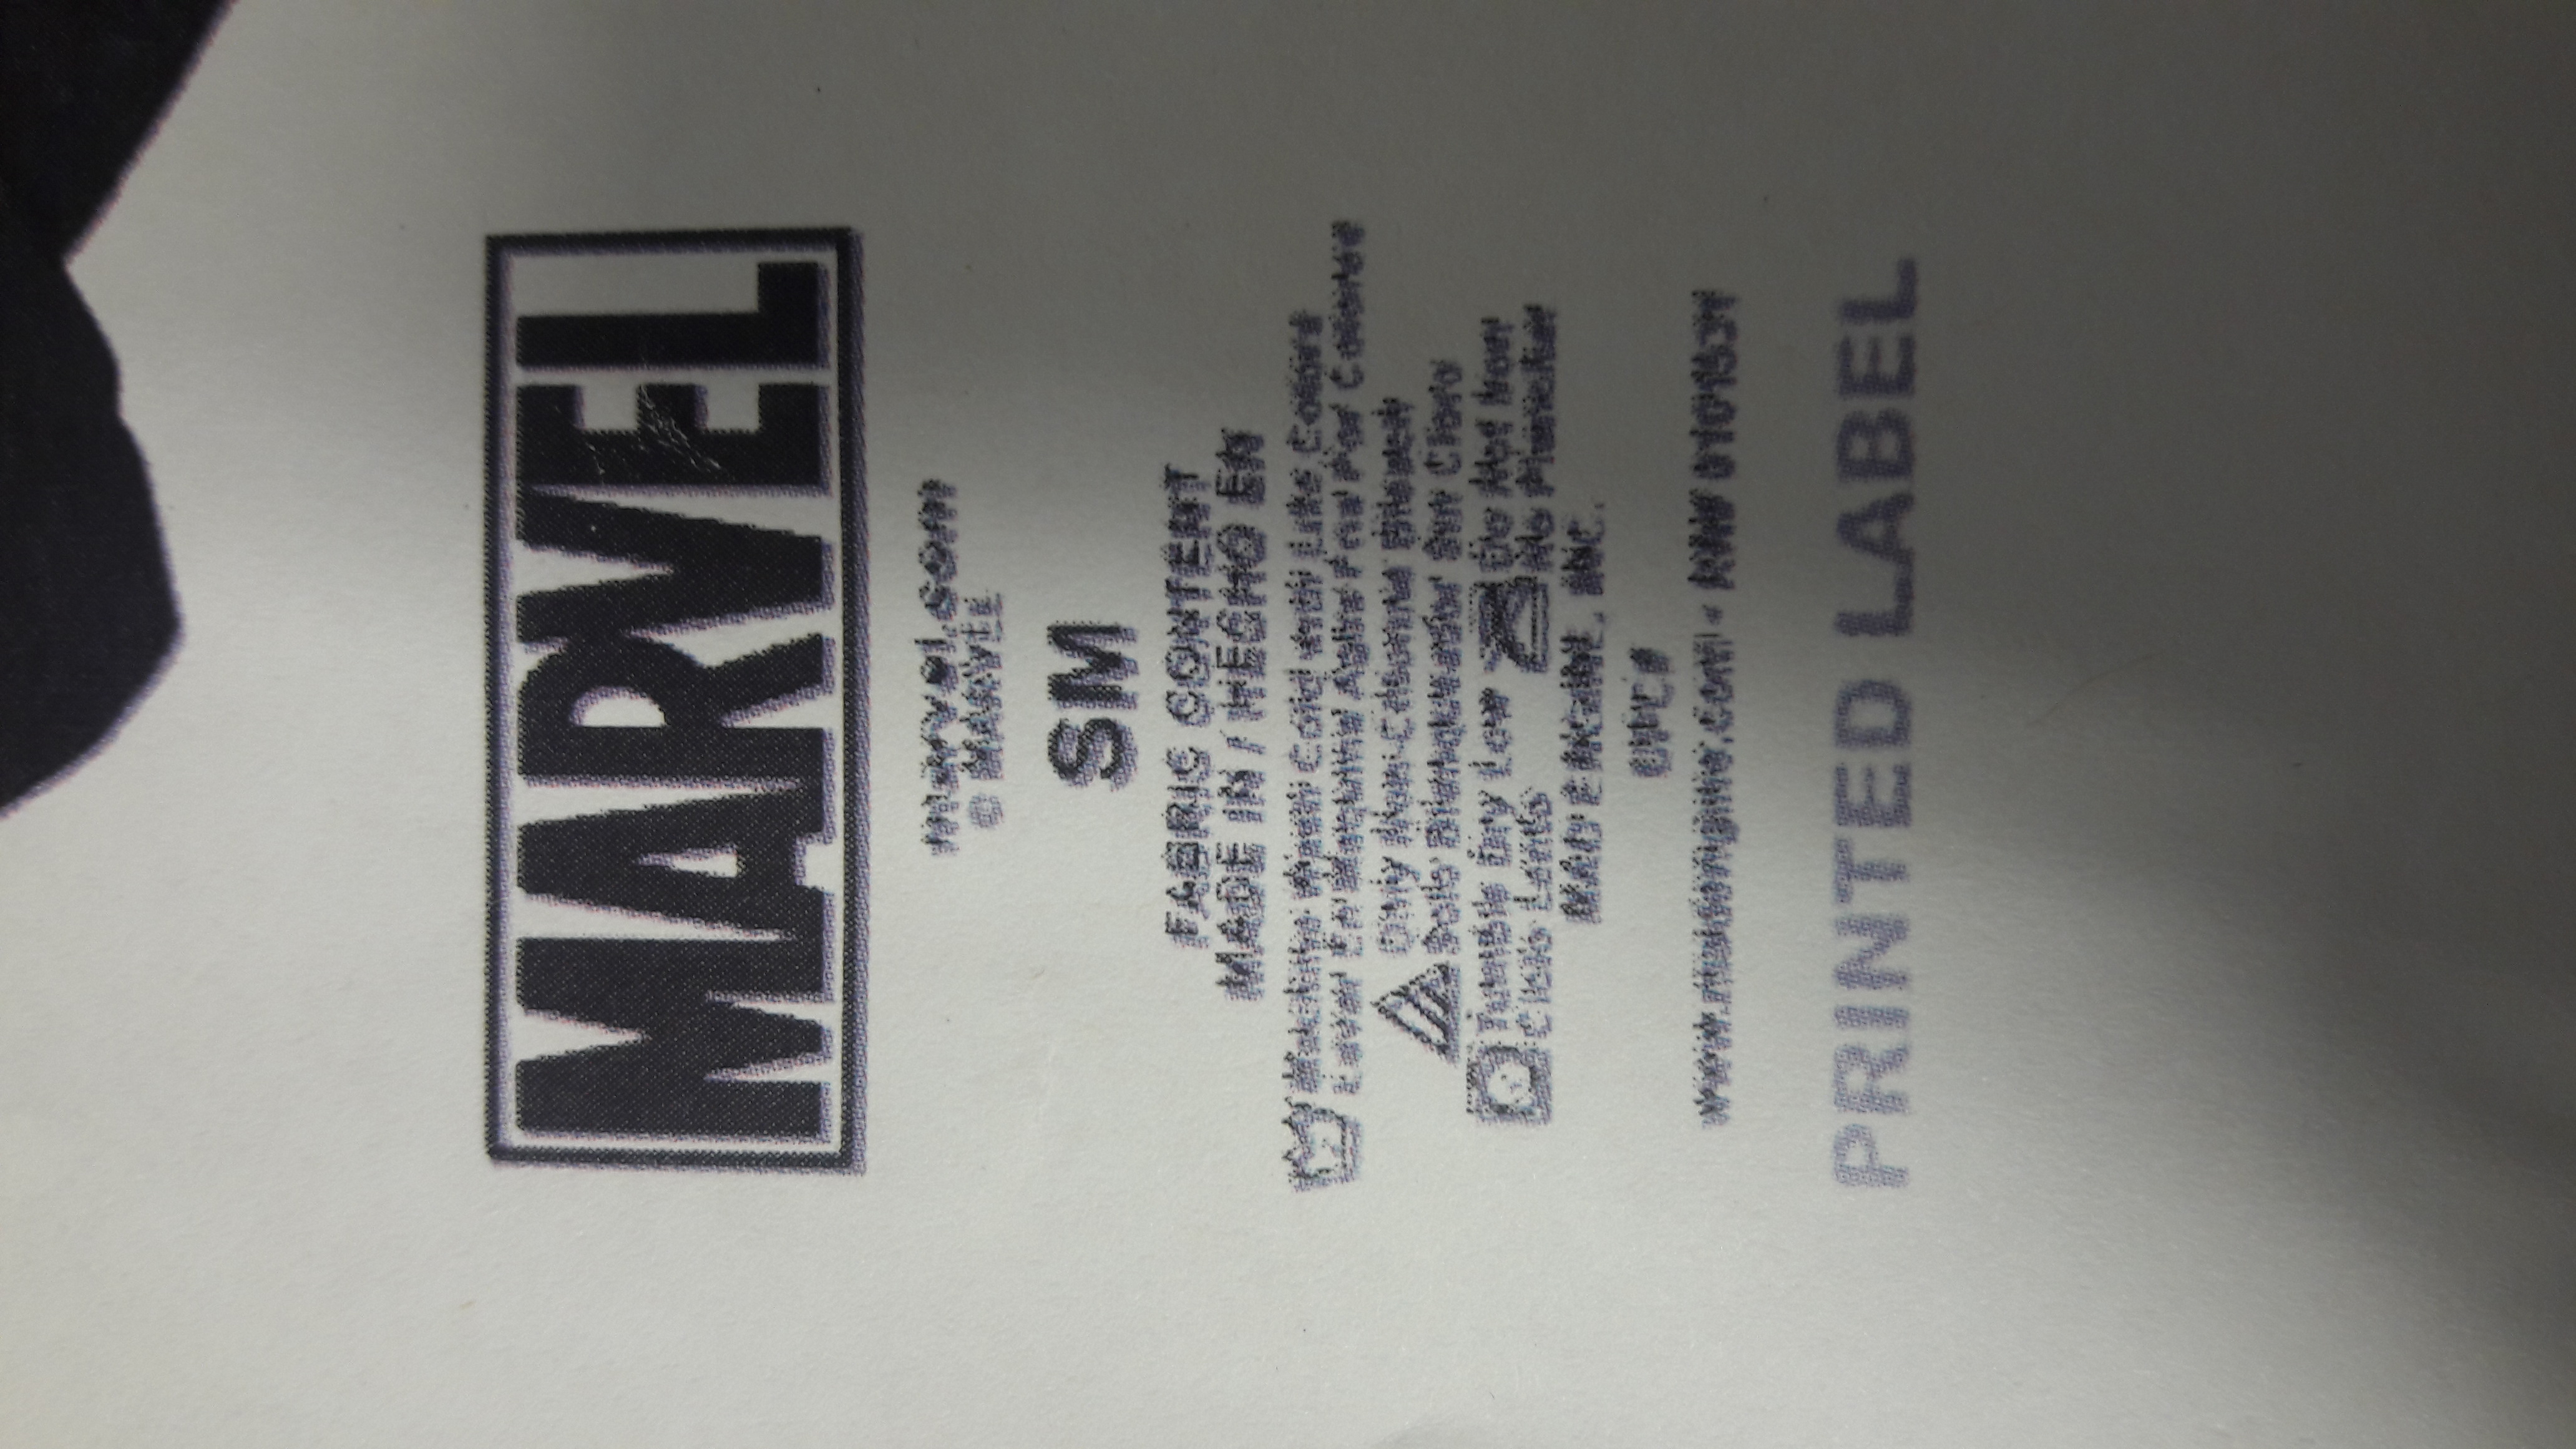 MARVEL
marvel.com
© MARVEL
SM
FABRIC CONTENT
MADE IN / HECHO EN
Machine Wash Cold with Like Colors
Lavar En Maquina Agua Fria Por Colores
Only Non-Chlorine Bleach
Solo Blanqueador Sin Cloro
Tumble Dry Low
Ciclo Lento
Do Not Iron
No Planchar
MAD ENGINE, INC.
UPC#
www.madengine.com - RN#
PRINTED LABEL